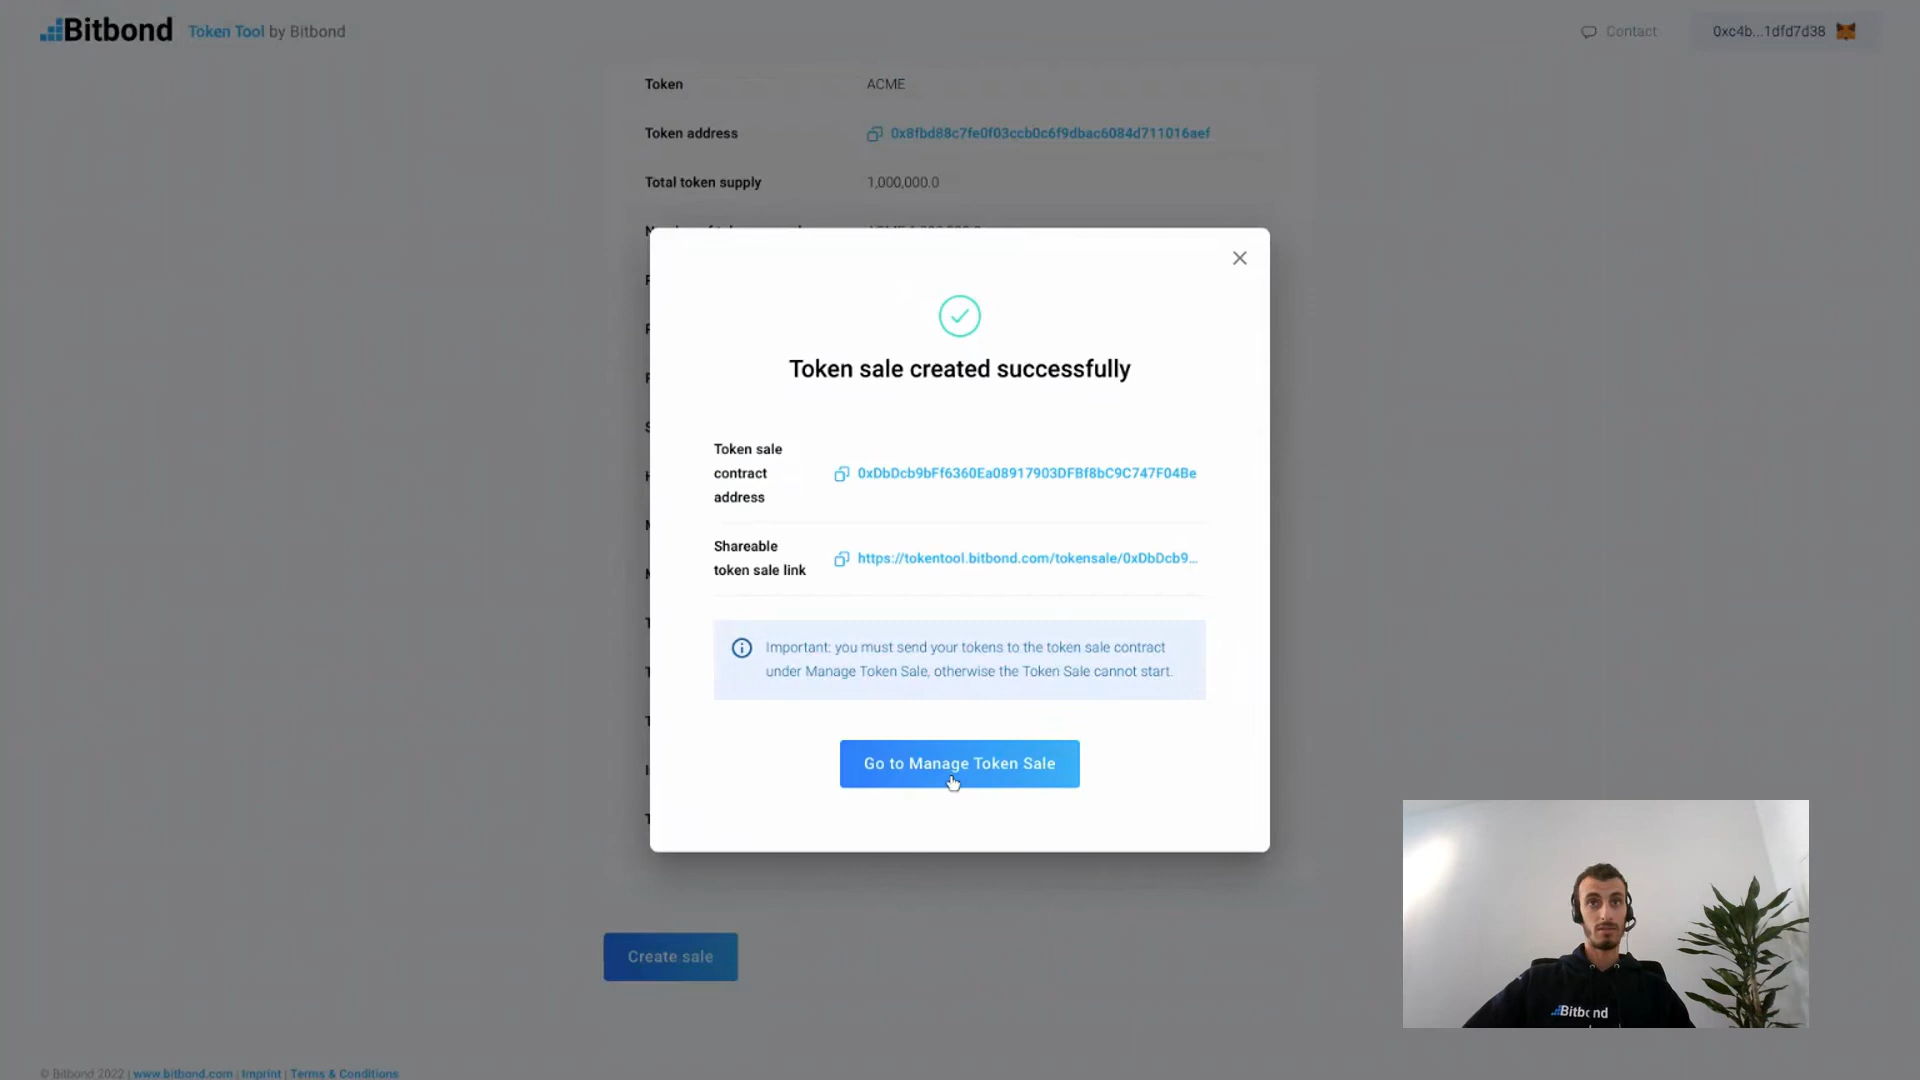 Bitbond Token Tool by Bitbond
Contact
0xc4b...1dfd7d38
Token ACME
Token address 0x8fbd88c7fe0f03ccb0c6f9dbac6084d711016aef
Total token supply 1,000,000.0
Token sale created successfully
Token sale
contract
address
0xDbDcb9bFf6360Ea08917903DFBf8bC9C747F04Be
Shareable
token sale link
https://tokentool.bitbond.com/tokensale/0xDbDcb9...
Important: you must send your tokens to the token sale contract
under Manage Token Sale, otherwise the Token Sale cannot start.
Go to Manage Token Sale
Create sale
Bitbond
© Bitbond 2022 | www.bitbond.com | Imprint | Terms & Conditions